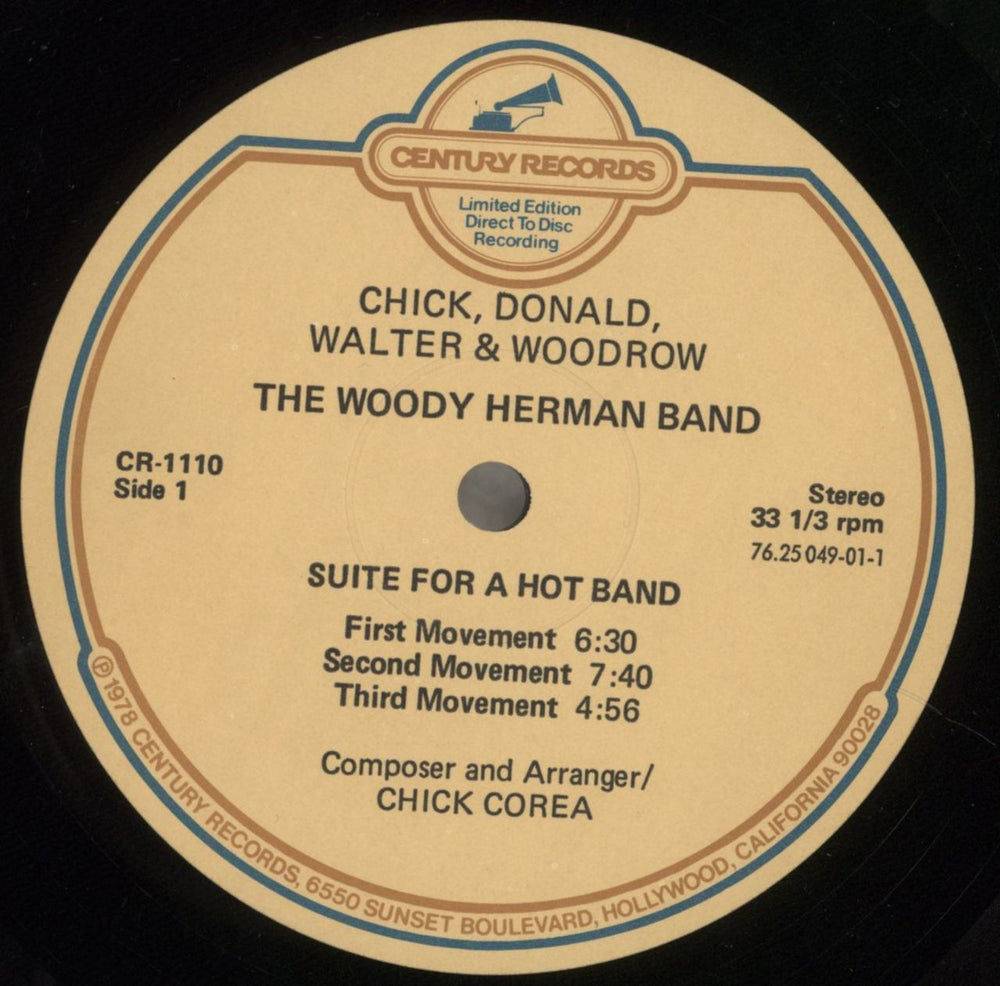 CENTURY RECORDS
Limited Edition
Direct To Disc
Recording
CHICK, DONALD,
WALTER & WOODROW
THE WOODY HERMAN BAND
CR-1110
Side 1
Stereo
33 1/3 rpm
76.25 049-01-1
SUITE FOR A HOT BAND
First Movement 6:30
Second Movement 7:40
Third Movement 4:56
Composer and Arranger/
CHICK COREA
℗ 1978 CENTURY RECORDS, 6550 SUNSET BOULEVARD, HOLLYWOOD, CALIFORNIA 90028